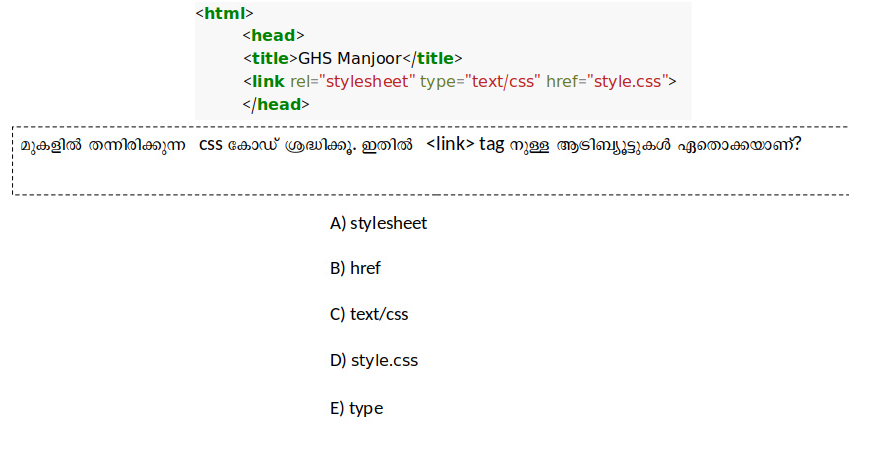 <html>
<head>
<title>GHS Manjoor</title>
<link rel="stylesheet" type="text/css" href="style.css">
</head>
മുകളിൽ തന്നിരിക്കുന്ന css കോഡ് ശ്രദ്ധിക്കൂ. ഇതിൽ <link> tag നുള്ള ആട്രിബ്യൂട്ടുകൾ ഏതൊക്കയാണ്?
A) stylesheet
B) href
C) text/css
D) style.css
E) type